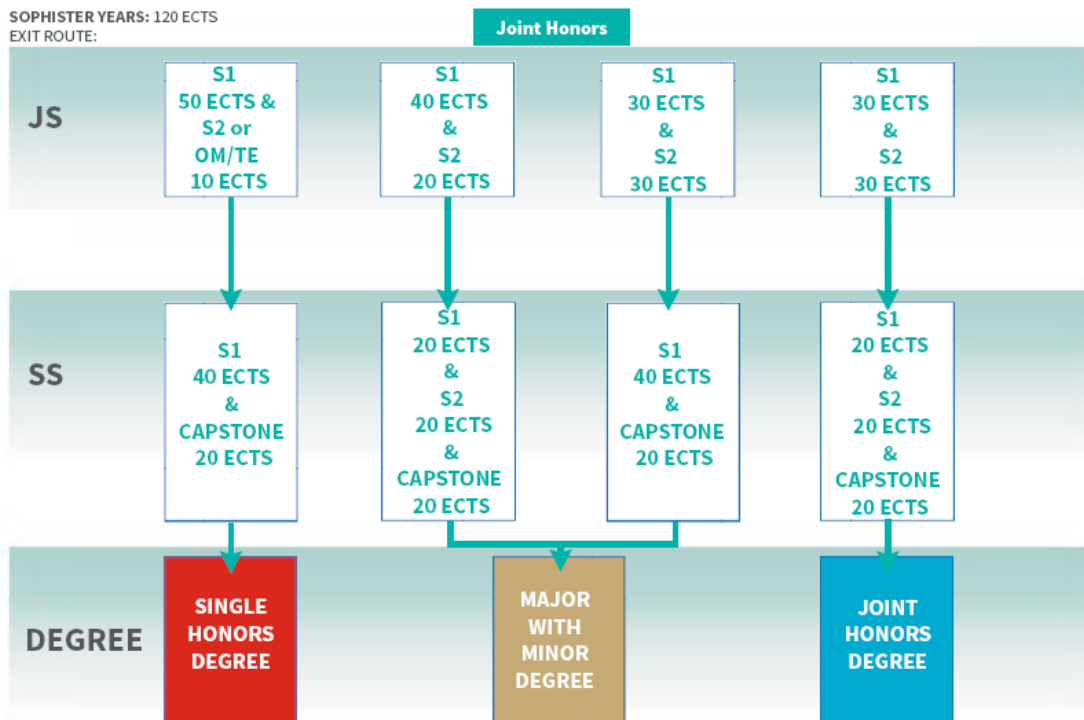 SOPHISTER YEARS: 120 ECTS
EXIT ROUTE:
Joint Honors
JS
S1
50 ECTS &
S2 or
OM/TE
10 ECTS
S1
40 ECTS
&
S2
20 ECTS
S1
30 ECTS
&
S2
30 ECTS
S1
30 ECTS
&
S2
30 ECTS
SS
S1
40 ECTS
&
CAPSTONE
20 ECTS
S1
20 ECTS
&
S2
20 ECTS
&
CAPSTONE
20 ECTS
S1
40 ECTS
&
CAPSTONE
20 ECTS
S1
20 ECTS
&
S2
20 ECTS
&
CAPSTONE
20 ECTS
DEGREE
SINGLE
HONORS
DEGREE
MAJOR
WITH
MINOR
DEGREE
JOINT
HONORS
DEGREE